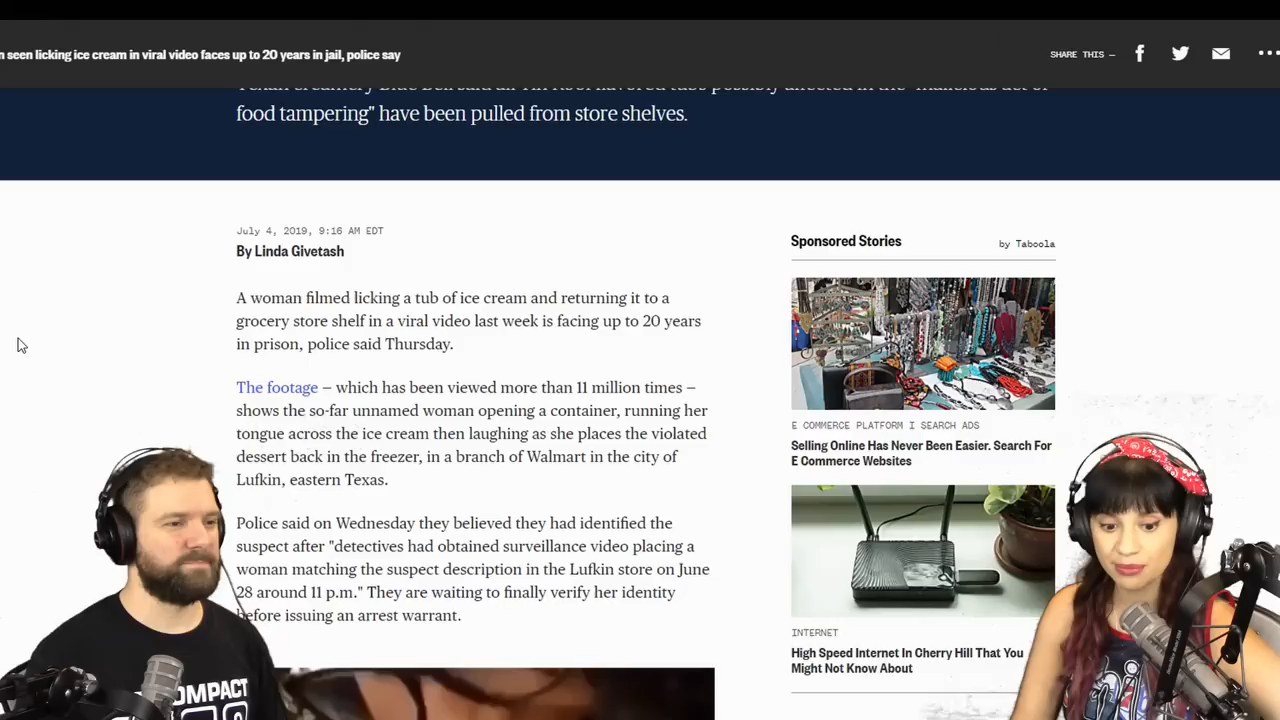 n seen licking ice cream in viral video faces up to 20 years in jail, police say
SHARE THIS —
food tampering" have been pulled from store shelves.
July 4, 2019, 9:16 AM EDT
By Linda Givetash
A woman filmed licking a tub of ice cream and returning it to a
grocery store shelf in a viral video last week is facing up to 20 years
in prison, police said Thursday.
The footage — which has been viewed more than 11 million times —
shows the so-far unnamed woman opening a container, running her
tongue across the ice cream then laughing as she places the violated
dessert back in the freezer, in a branch of Walmart in the city of
Lufkin, eastern Texas.
Police said on Wednesday they believed they had identified the
suspect after "detectives had obtained surveillance video placing a
woman matching the suspect description in the Lufkin store on June
28 around 11 p.m." They are waiting to finally verify her identity
before issuing an arrest warrant.
Sponsored Stories
by Taboola
E COMMERCE PLATFORM I SEARCH ADS
Selling Online Has Never Been Easier. Search For
E Commerce Websites
INTERNET
High Speed Internet In Cherry Hill That You
Might Not Know About
OMPACT